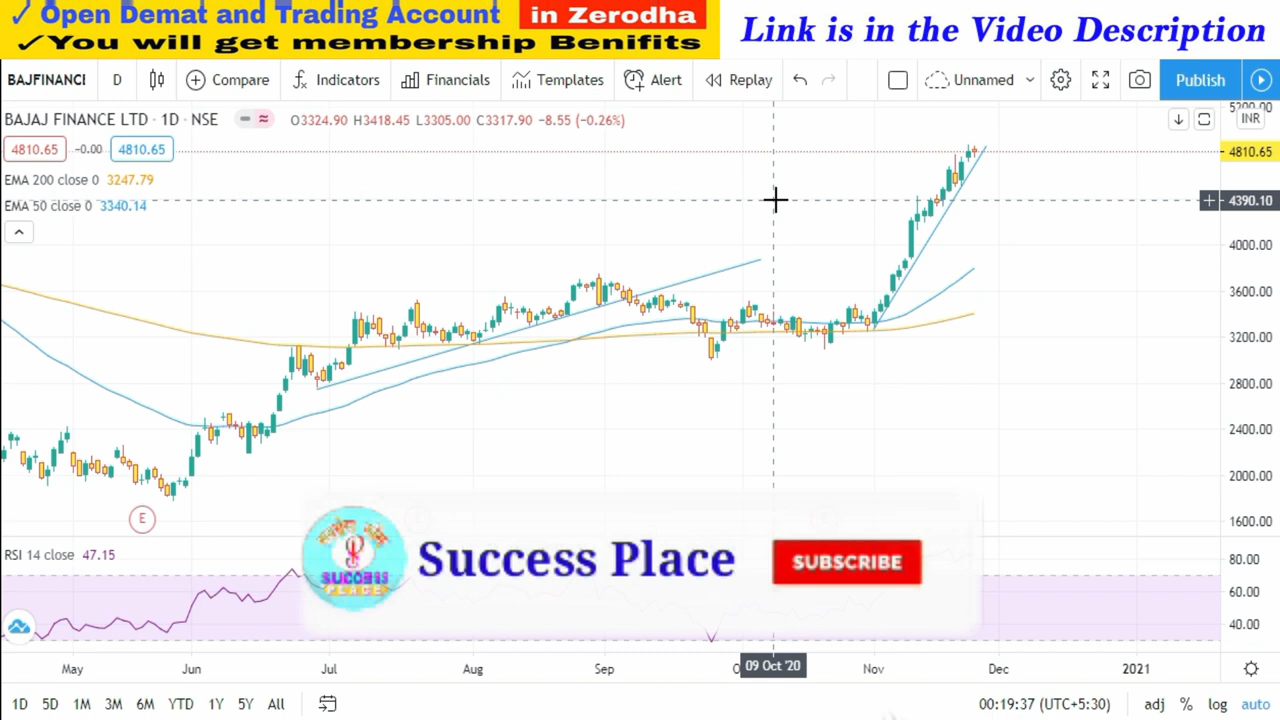 ✓ Open Demat and Trading Account in Zerodha
✓You will get membership Benifits
Link is in the Video Description
BAJFINANCI D Compare Indicators Financials Templates Alert Replay Unnamed Publish
BAJAJ FINANCE LTD · 1D · NSE O3324.90 H3418.45 L3305.00 C3317.90 −8.55 (−0.26%)
4810.65 −0.00 4810.65
EMA 200 close 0 3247.79
EMA 50 close 0 3340.14
5200.00
INR
4810.65
4390.10
4000.00
3600.00
3200.00
2800.00
2400.00
2000.00
1600.00
E
RSI 14 close 47.15
80.00
60.00
40.00
SUCCESS
PLACE
Success Place
SUBSCRIBE
May Jun Jul Aug Sep 09 Oct '20 Nov Dec 2021
1D 5D 1M 3M 6M YTD 1Y 5Y All 00:19:37 (UTC+5:30) adj % log auto